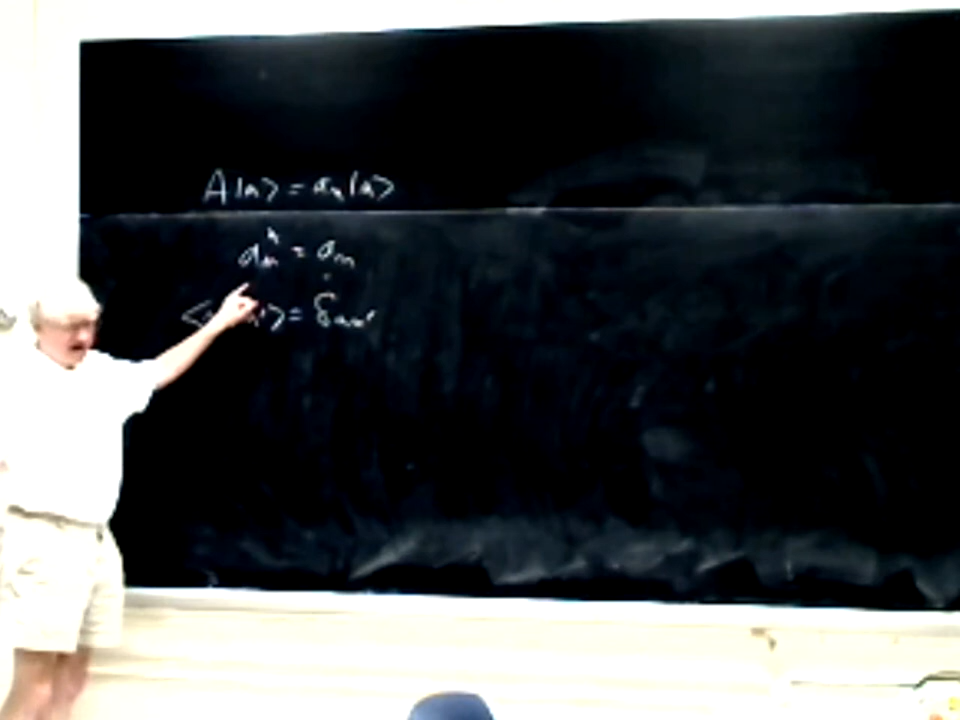 A|n> = aₙ|n>
aₙ* = aₙ
> = δₙₙ'